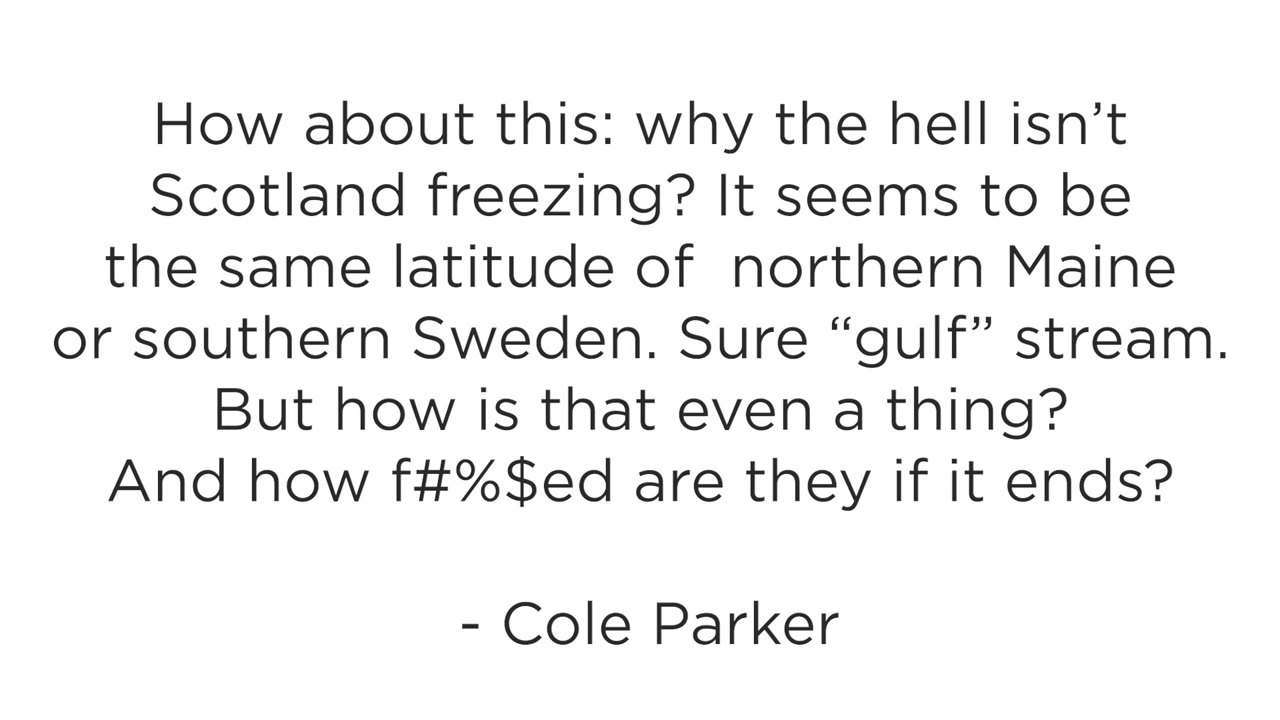 How about this: why the hell isn’t
Scotland freezing? It seems to be
the same latitude of  northern Maine
or southern Sweden. Sure “gulf” stream.
But how is that even a thing?
And how f#%$ed are they if it ends?
- Cole Parker